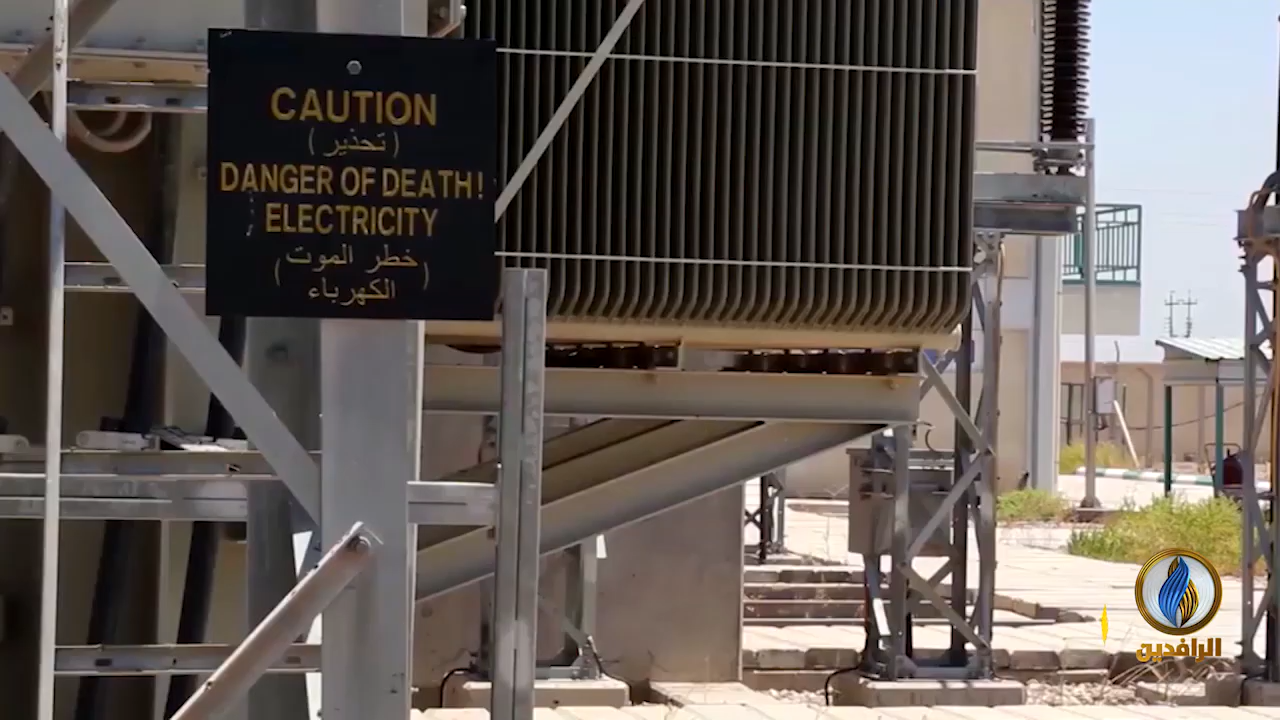 CAUTION
(تحذير)
DANGER OF DEATH!
ELECTRICITY
(خطر الموت
الكهرباء)
الرافدين